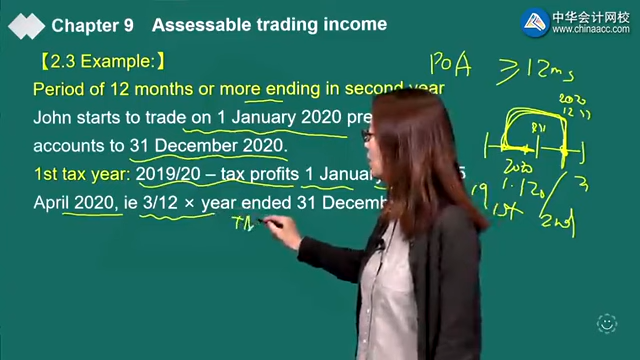 Chapter 9 Assessable trading income
中华会计网校
www.chinaacc.com
【2.3 Example:】
POA ≥12ms
Period of 12 months or more ending in second year
2020
12 31
John starts to trade on 1 January 2020 pre
accounts to 31 December 2020.
2020
1st tax year: 2019/20 – tax profits 1 Januar 5
1.1 20
April 2020, ie 3/12 × year ended 31 Decemb
19
1st
2nd